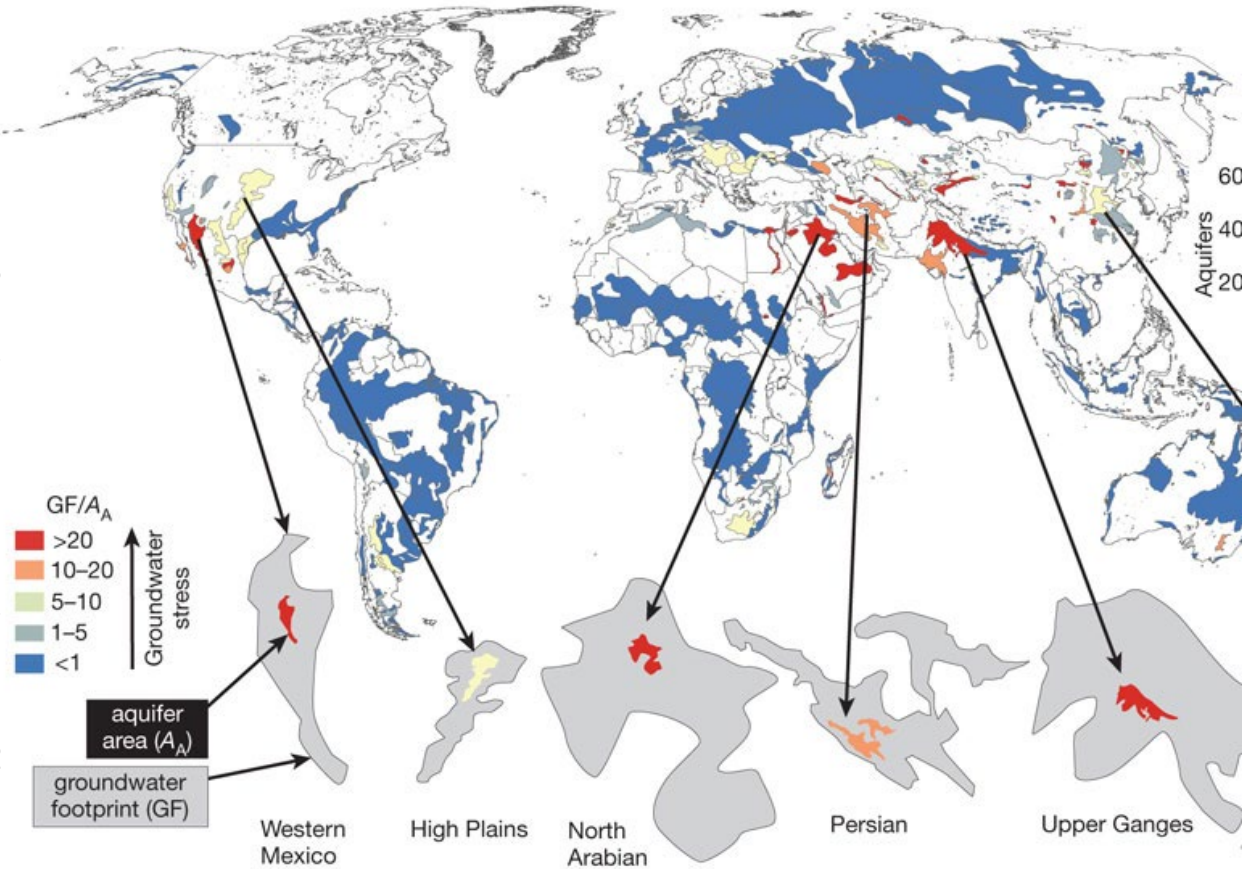 60
40
20
Aquifers
GF/A_A
>20
10–20
5–10
1–5
<1
Groundwater
stress
aquifer
area (A_A)
groundwater
footprint (GF)
Western
Mexico
High Plains
North
Arabian
Persian
Upper Ganges